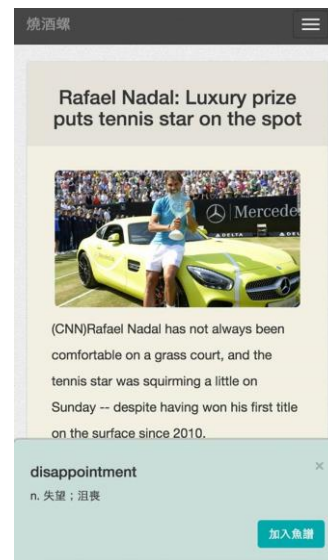 燒酒螺
Rafael Nadal: Luxury prize
puts tennis star on the spot
Mercede
(CNN)Rafael Nadal has not always been
comfortable on a grass court, and the
tennis star was squirming a little on
Sunday -- despite having won his first title
on the surface since 2010.
disappointment
×
n. 失望；沮喪
加入魚譜